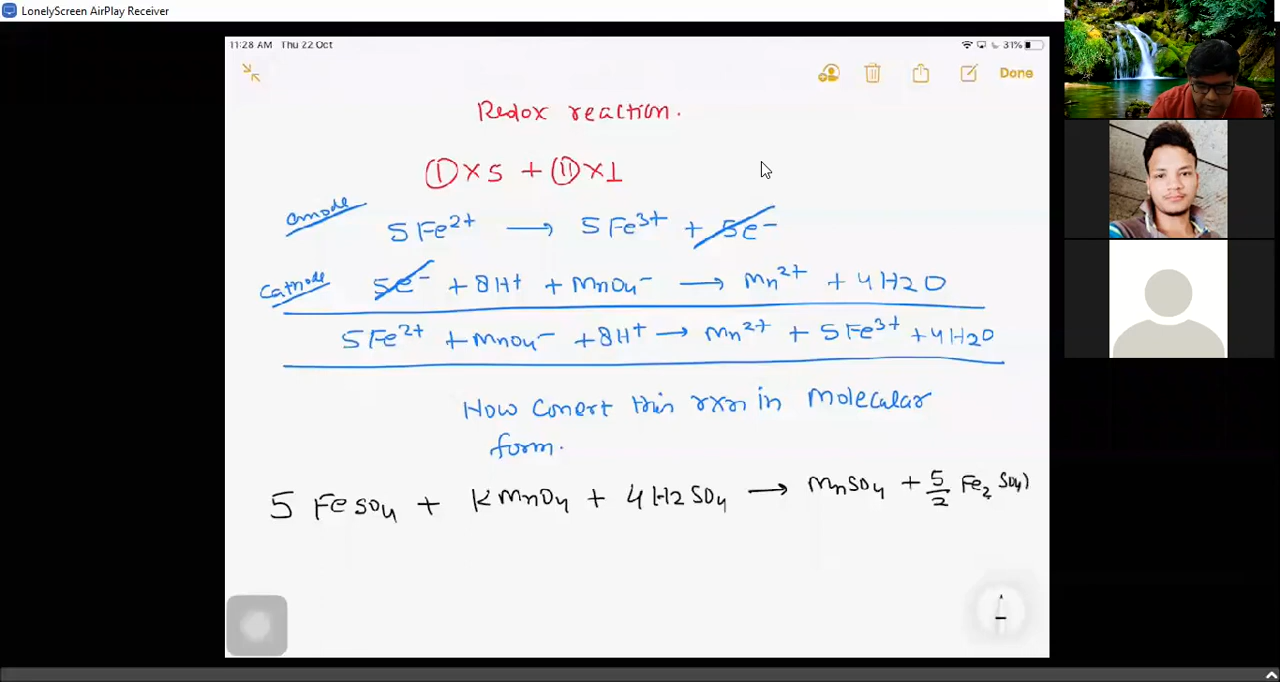 LonelyScreen AirPlay Receiver
11:28 AM Thu 22 Oct
31%
Done
Redox reaction.
Ⓘ × 5 + Ⓘ︎Ⓘ × 1
anode 5Fe²⁺ → 5Fe³⁺ + 5e⁻
Cathode 5e⁻ + 8H⁺ + MnO₄⁻ → Mn²⁺ + 4H2O
5Fe²⁺ + MnO₄⁻ + 8H⁺ → Mn²⁺ + 5Fe³⁺ + 4H2O
How conert this rxn in Molecular
form.
5 FeSO₄ + KMnO₄ + 4H2SO₄ → MnSO₄ + 5/2 Fe₂ SO₄)